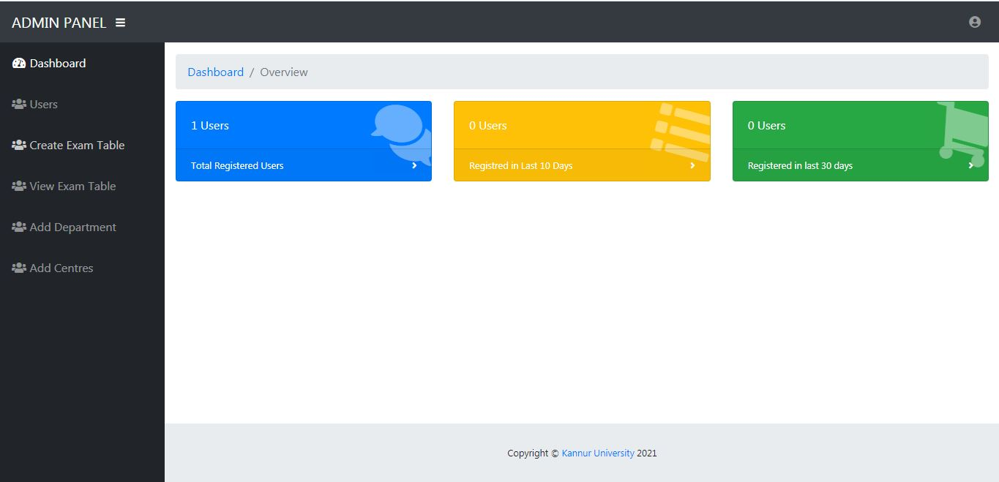 ADMIN PANEL
Dashboard
Users
Create Exam Table
View Exam Table
Add Department
Add Centres
Dashboard / Overview
1 Users
Total Registered Users
0 Users
Registred in Last 10 Days
0 Users
Registered in last 30 days
Copyright © Kannur University 2021